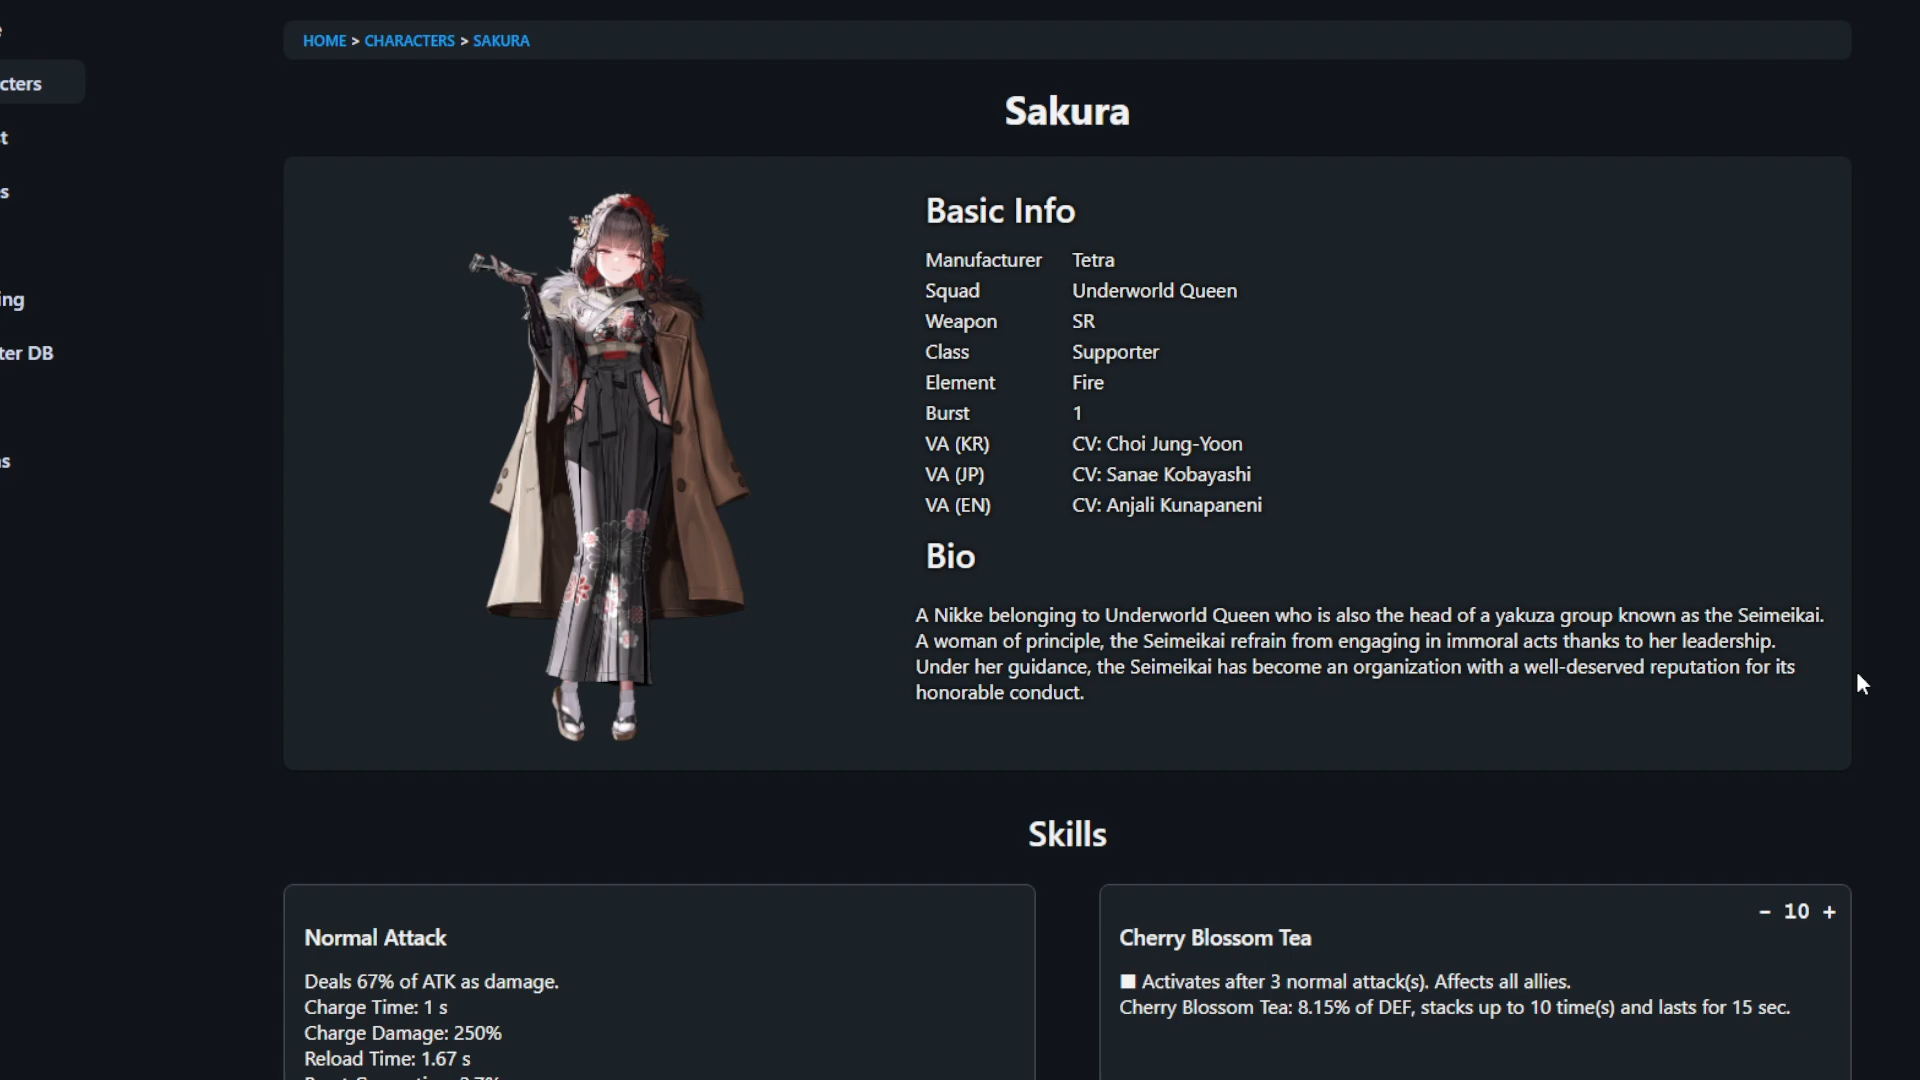 e
HOME > CHARACTERS > SAKURA
cters
t
s
ing
ter DB
ns
Sakura
Basic Info
Manufacturer Tetra
Squad Underworld Queen
Weapon SR
Class Supporter
Element Fire
Burst 1
VA (KR) CV: Choi Jung-Yoon
VA (JP) CV: Sanae Kobayashi
VA (EN) CV: Anjali Kunapaneni
Bio
A Nikke belonging to Underworld Queen who is also the head of a yakuza group known as the Seimeikai.
A woman of principle, the Seimeikai refrain from engaging in immoral acts thanks to her leadership.
Under her guidance, the Seimeikai has become an organization with a well-deserved reputation for its
honorable conduct.
Skills
Normal Attack
Deals 67% of ATK as damage.
Charge Time: 1 s
Charge Damage: 250%
Reload Time: 1.67 s
- 10 +
Cherry Blossom Tea
■ Activates after 3 normal attack(s). Affects all allies.
Cherry Blossom Tea: 8.15% of DEF, stacks up to 10 time(s) and lasts for 15 sec.